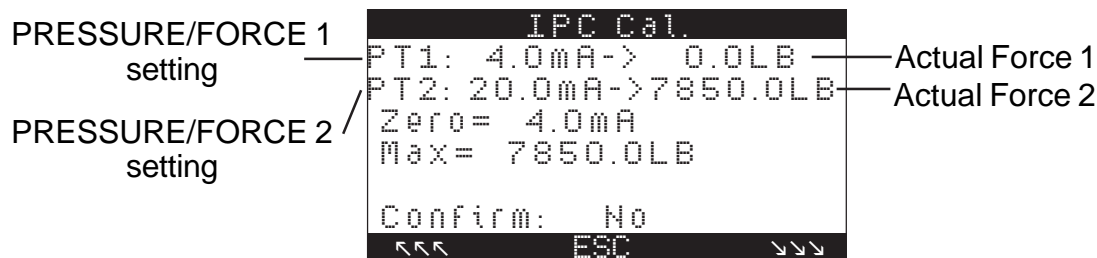 PRESSURE/FORCE 1
setting
PRESSURE/FORCE 2
setting
IPC Cal.
PT1: 4.0mA-> 0.0LB
PT2: 20.0mA->7850.0LB
Zero= 4.0mA
Max= 7850.0LB
Confirm: No
↖↖↖ ESC ↘↘↘
Actual Force 1
Actual Force 2